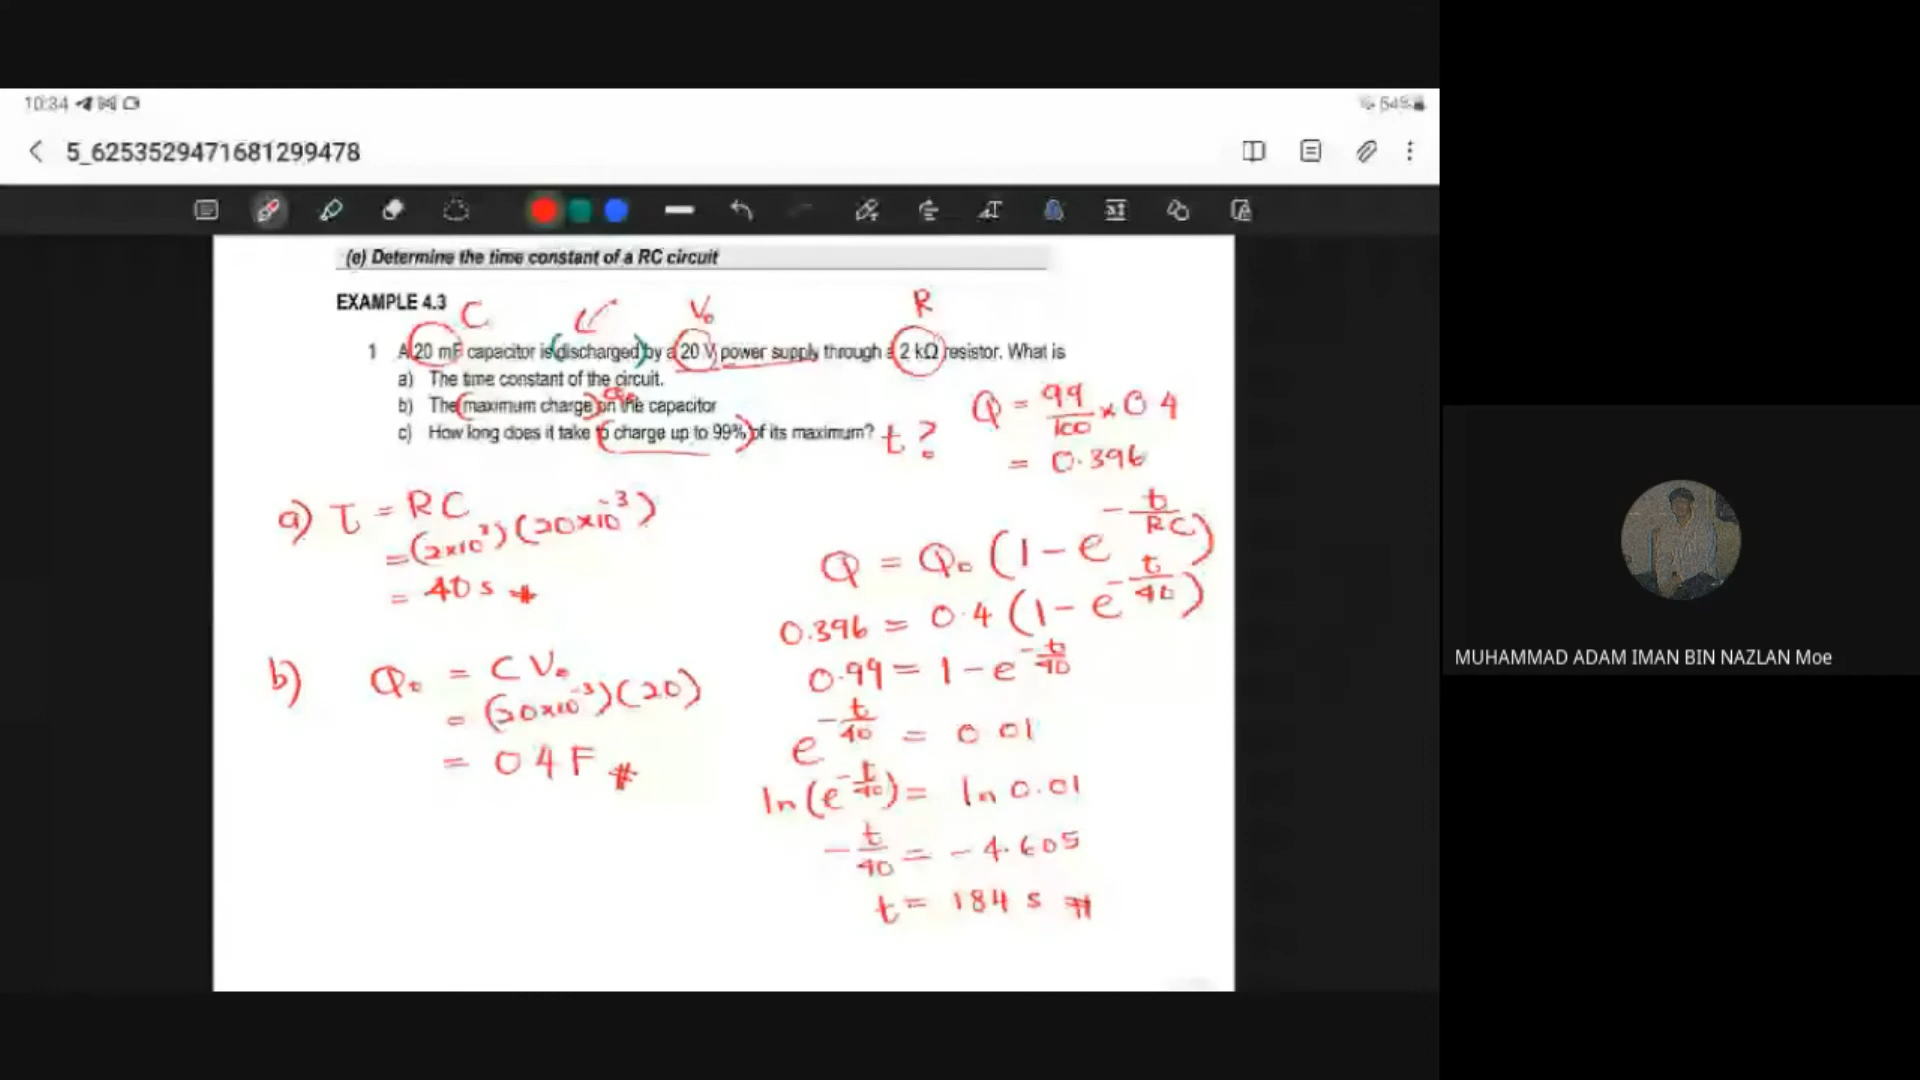 10:34
54%
5_6253529471681299478
(e) Determine the time constant of a RC circuit
EXAMPLE 4.3
C V₀ R
1 A 20 mF capacitor is (discharged) by a 20 V power supply through a 2 kΩ resistor. What is
a) The time constant of the circuit.
b) The (maximum charge) on the capacitor
c) How long does it take to (charge up to 99%) of its maximum? t?
Q = 99/100 × 0.4
= 0.396
a) τ = RC
= (2×10³)(20×10⁻³)
= 40 s #
b) Q₀ = CV₀
= (20×10⁻³)(20)
= 0.4 F #
Q = Q₀ (1 − e^(−t/RC))
0.396 = 0.4 (1 − e^(−t/40))
0.99 = 1 − e^(−t/40)
e^(−t/40) = 0.01
ln(e^(−t/40)) = ln 0.01
−t/40 = −4.605
t = 184 s #
MUHAMMAD ADAM IMAN BIN NAZLAN Moe